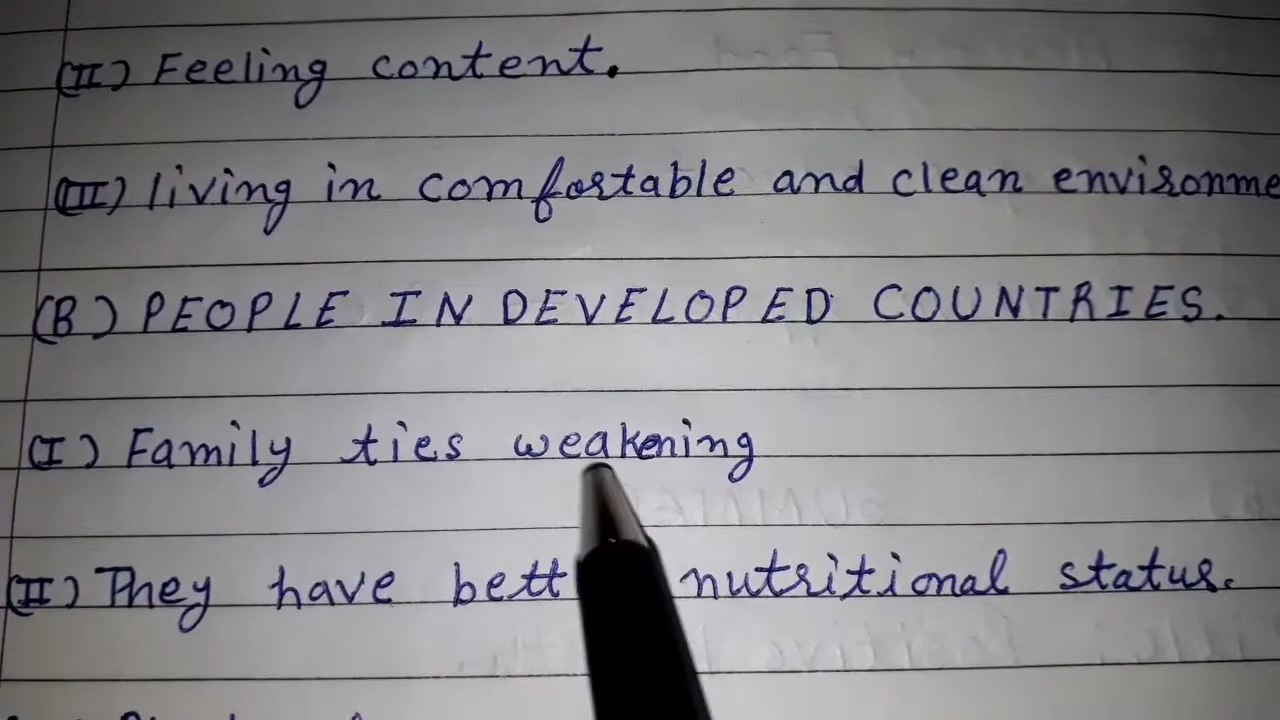 (II) Feeling content.
(III) living in comfortable and clean environme
(B) PEOPLE IN DEVELOPED COUNTRIES.
(I) Family ties weakening
(II) They have bett nutritional status.